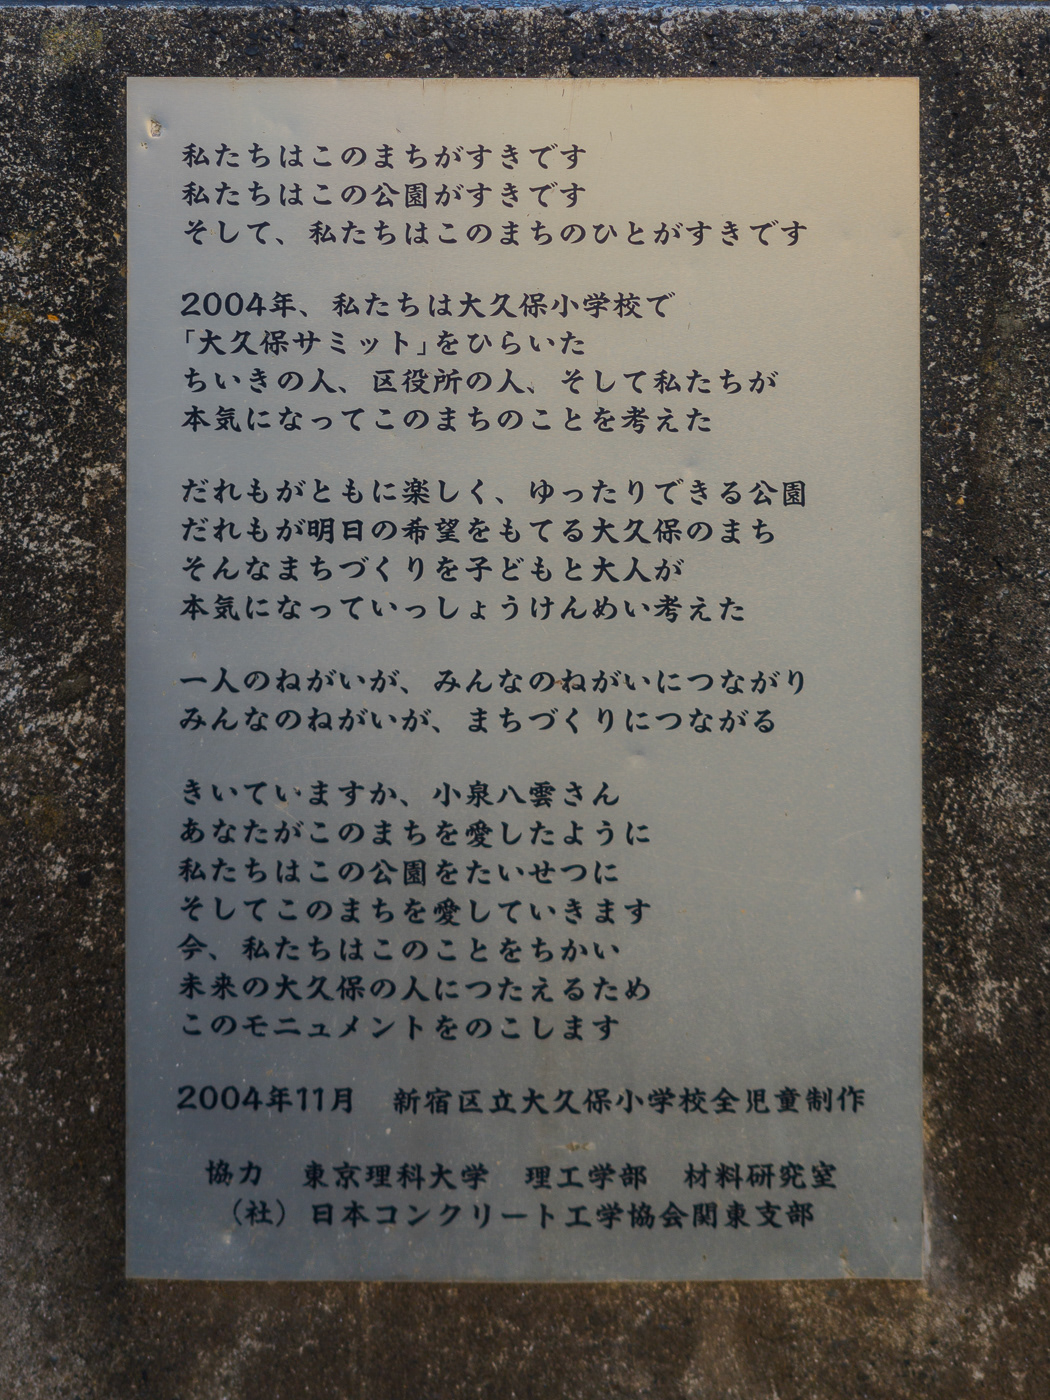 私たちはこのまちがすきです
私たちはこの公園がすきです
そして、私たちはこのまちのひとがすきです
2004年、私たちは大久保小学校で
「大久保サミット」をひらいた
ちいきの人、区役所の人、そして私たちが
本気になってこのまちのことを考えた
だれもがともに楽しく、ゆったりできる公園
だれもが明日の希望をもてる大久保のまち
そんなまちづくりを子どもと大人が
本気になっていっしょうけんめい考えた
一人のねがいが、みんなのねがいにつながり
みんなのねがいが、まちづくりにつながる
きいていますか、小泉八雲さん
あなたがこのまちを愛したように
私たちはこの公園をたいせつに
そしてこのまちを愛していきます
今、私たちはこのことをちかい
未来の大久保の人につたえるため
このモニュメントをのこします
2004年11月　新宿区立大久保小学校全児童制作
協力　東京理科大学　理工学部　材料研究室
（社）日本コンクリート工学協会関東支部